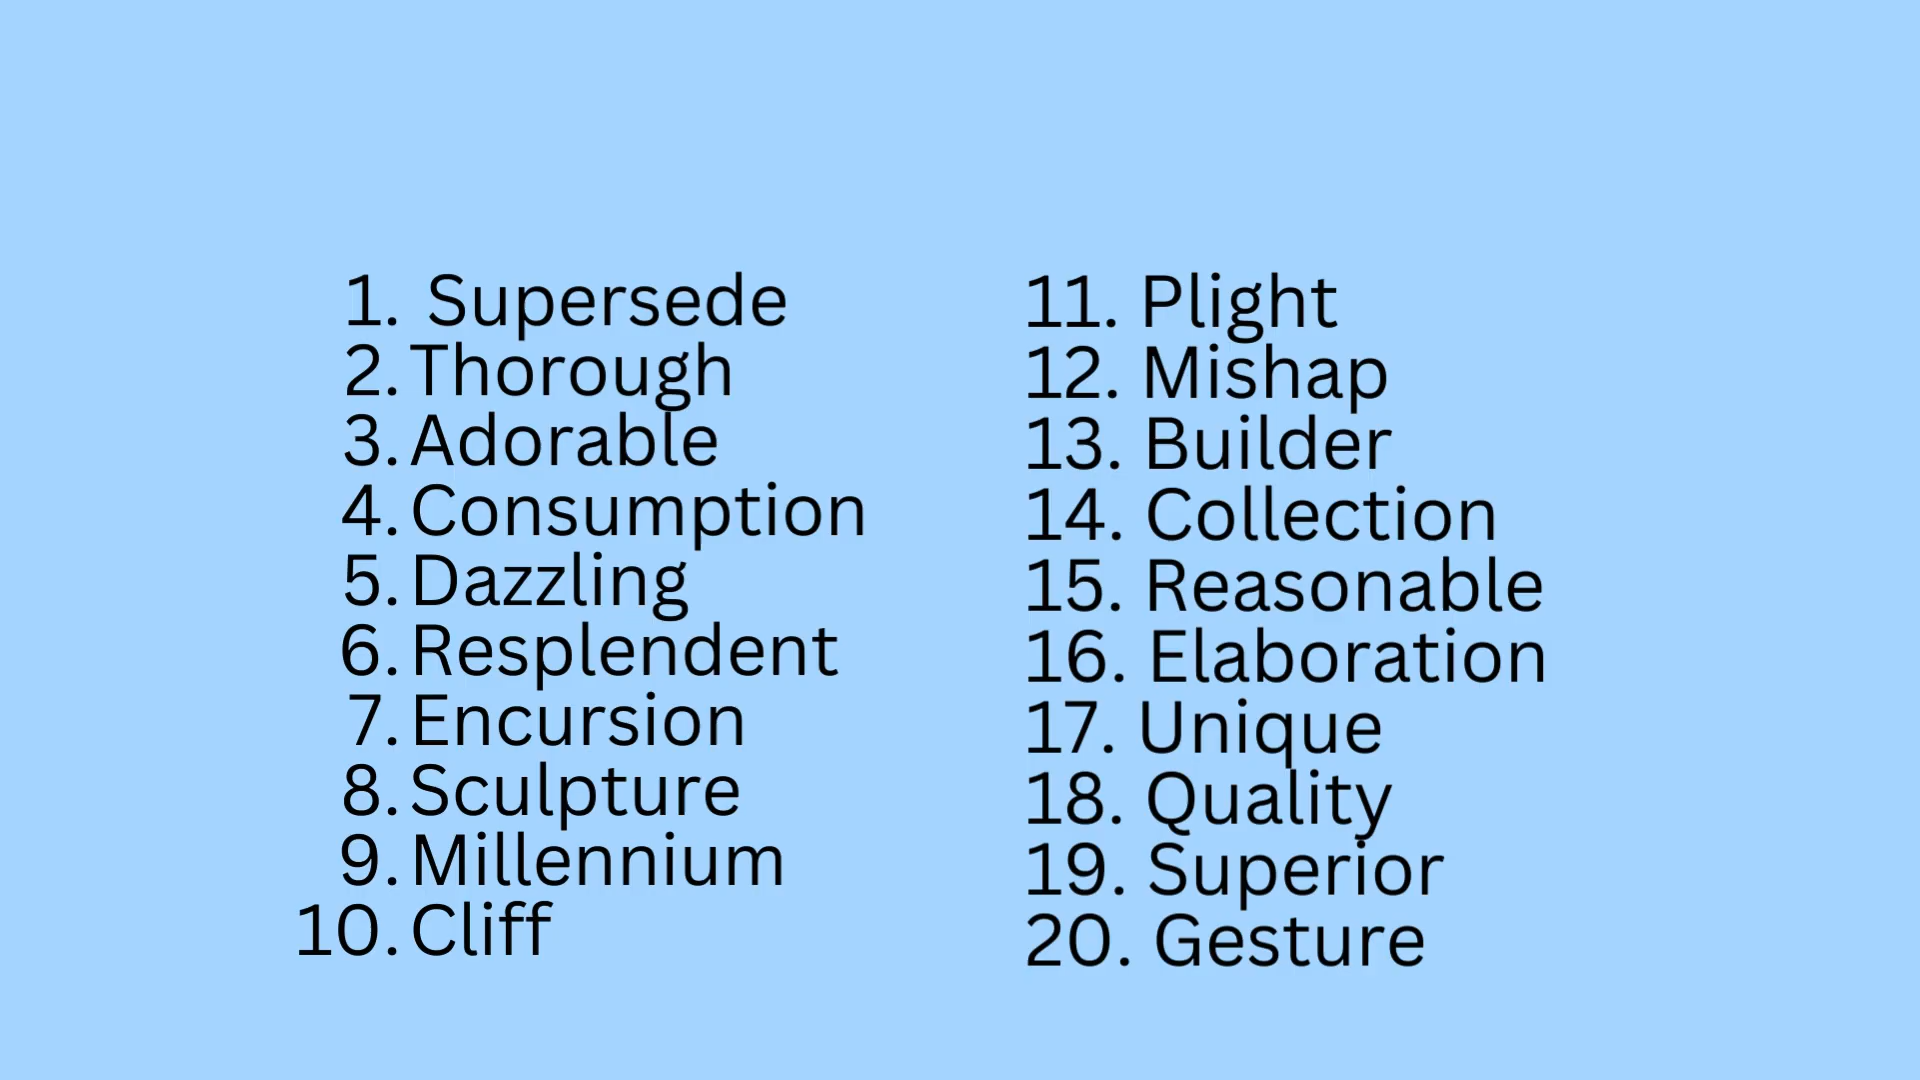 1. Supersede
2. Thorough
3. Adorable
4. Consumption
5. Dazzling
6. Resplendent
7. Encursion
8. Sculpture
9. Millennium
10. Cliff
11. Plight
12. Mishap
13. Builder
14. Collection
15. Reasonable
16. Elaboration
17. Unique
18. Quality
19. Superior
20. Gesture